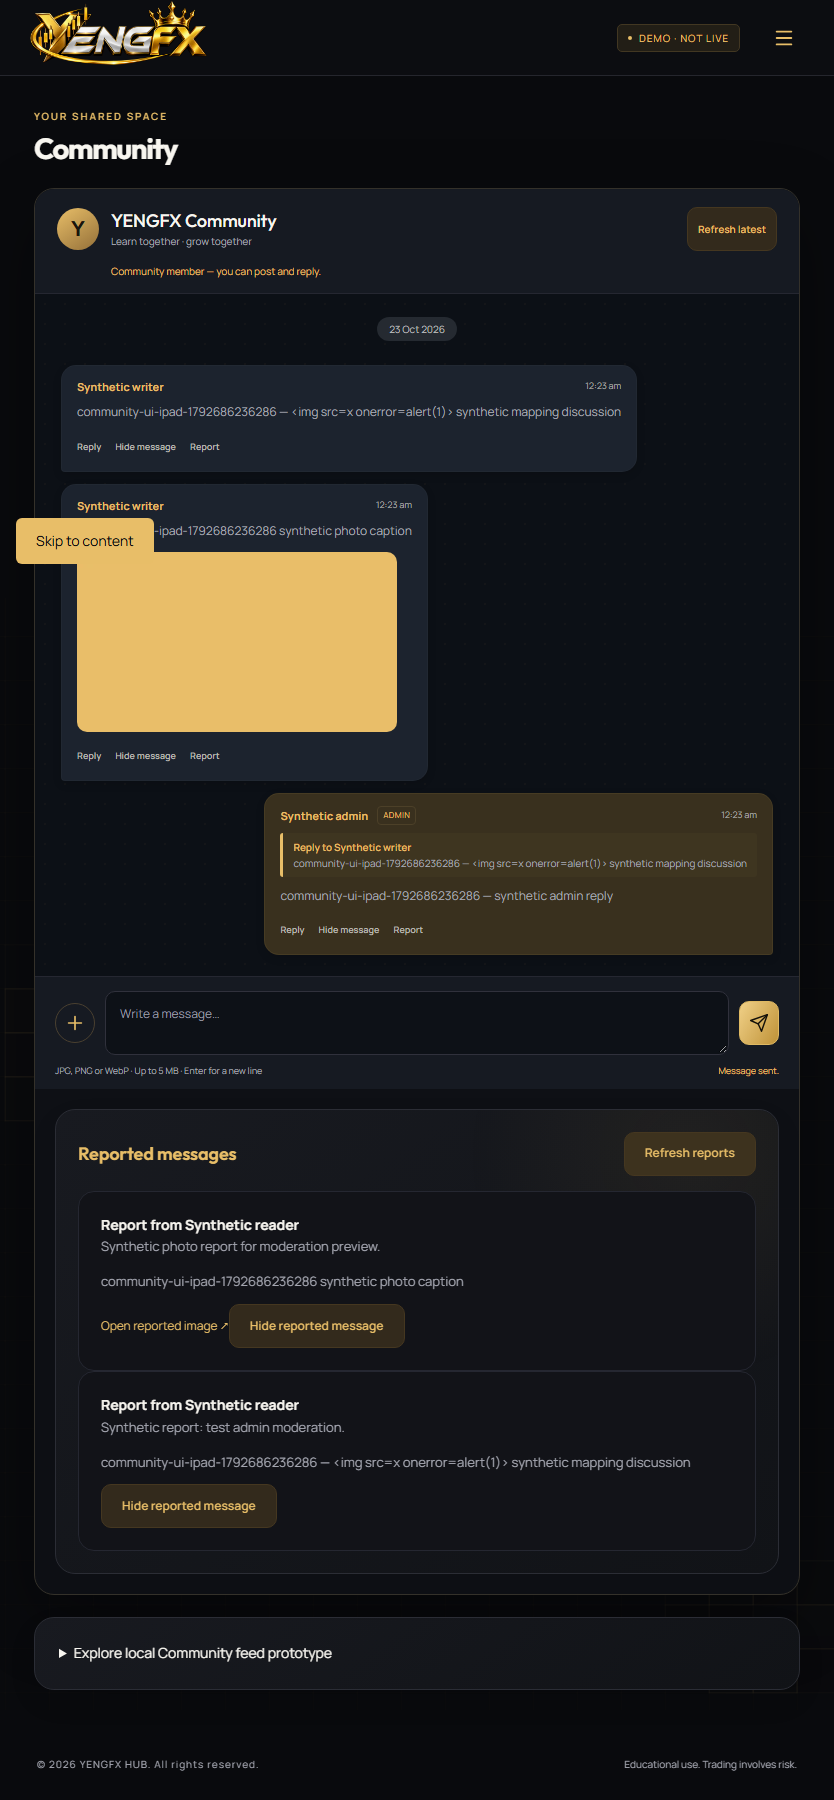 YENGFX
DEMO · NOT LIVE
YOUR SHARED SPACE
Community
Y
YENGFX Community
Learn together · grow together
Community member — you can post and reply.
Refresh latest
23 Oct 2026
Synthetic writer
12:23 am
community-ui-ipad-1792686236286 — <img src=x onerror=alert(1)> synthetic mapping discussion
Reply Hide message Report
Synthetic writer
12:23 am
-ipad-1792686236286 synthetic photo caption
Skip to content
Reply Hide message Report
Synthetic admin ADMIN
12:23 am
Reply to Synthetic writer
community-ui-ipad-1792686236286 — <img src=x onerror=alert(1)> synthetic mapping discussion
community-ui-ipad-1792686236286 — synthetic admin reply
Reply Hide message Report
Write a message...
JPG, PNG or WebP · Up to 5 MB · Enter for a new line
Message sent.
Reported messages
Refresh reports
Report from Synthetic reader
Synthetic photo report for moderation preview.
community-ui-ipad-1792686236286 synthetic photo caption
Open reported image ↗ Hide reported message
Report from Synthetic reader
Synthetic report: test admin moderation.
community-ui-ipad-1792686236286 — <img src=x onerror=alert(1)> synthetic mapping discussion
Hide reported message
▶ Explore local Community feed prototype
© 2026 YENGFX HUB. All rights reserved.
Educational use. Trading involves risk.